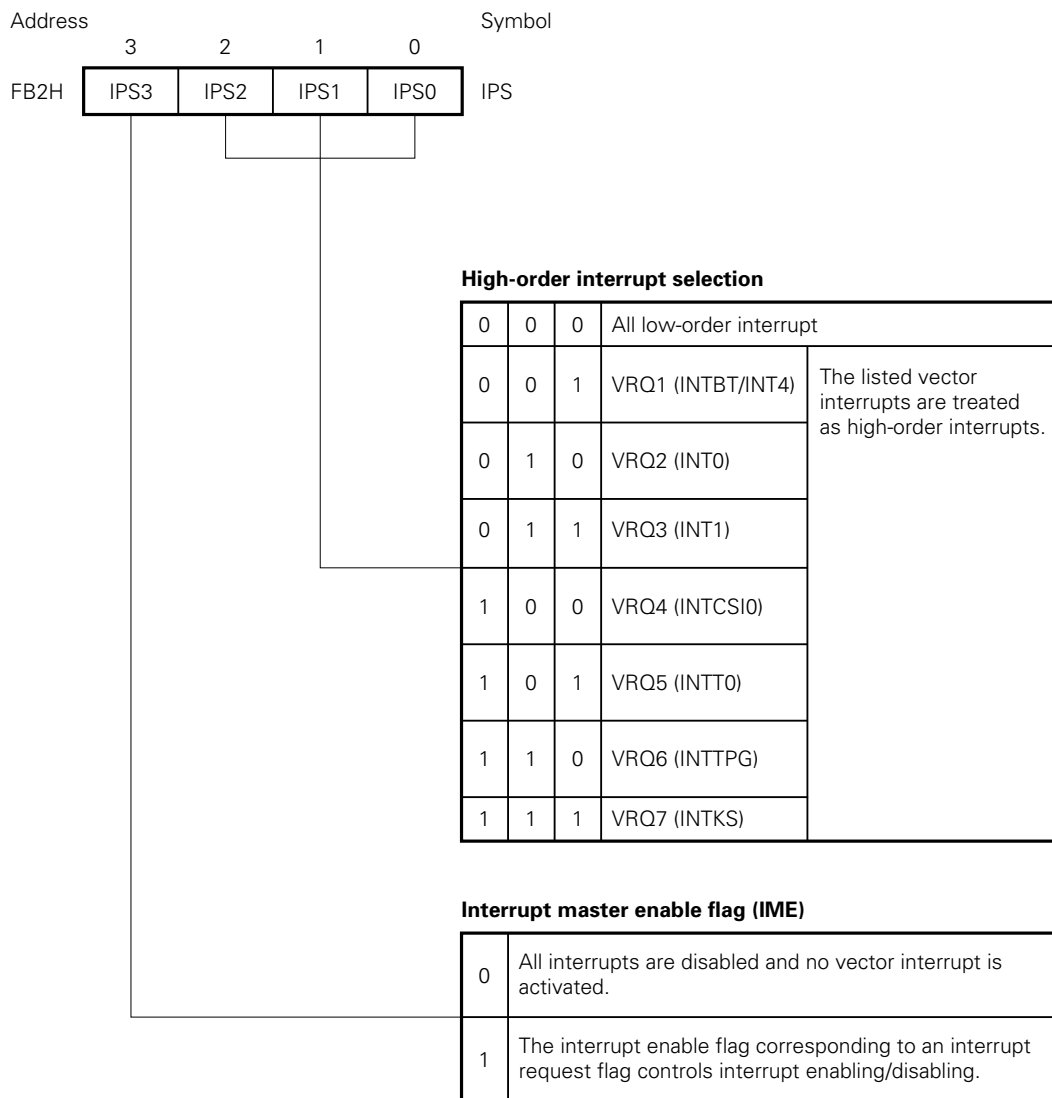 Address Symbol
3 2 1 0
FB2H IPS3 IPS2 IPS1 IPS0 IPS
High-order interrupt selection
0 0 0 All low-order interrupt
0 0 1 VRQ1 (INTBT/INT4) The listed vector
interrupts are treated
as high-order interrupts.
0 1 0 VRQ2 (INT0)
0 1 1 VRQ3 (INT1)
1 0 0 VRQ4 (INTCSI0)
1 0 1 VRQ5 (INTT0)
1 1 0 VRQ6 (INTTPG)
1 1 1 VRQ7 (INTKS)
Interrupt master enable flag (IME)
0 All interrupts are disabled and no vector interrupt is
activated.
1 The interrupt enable flag corresponding to an interrupt
request flag controls interrupt enabling/disabling.